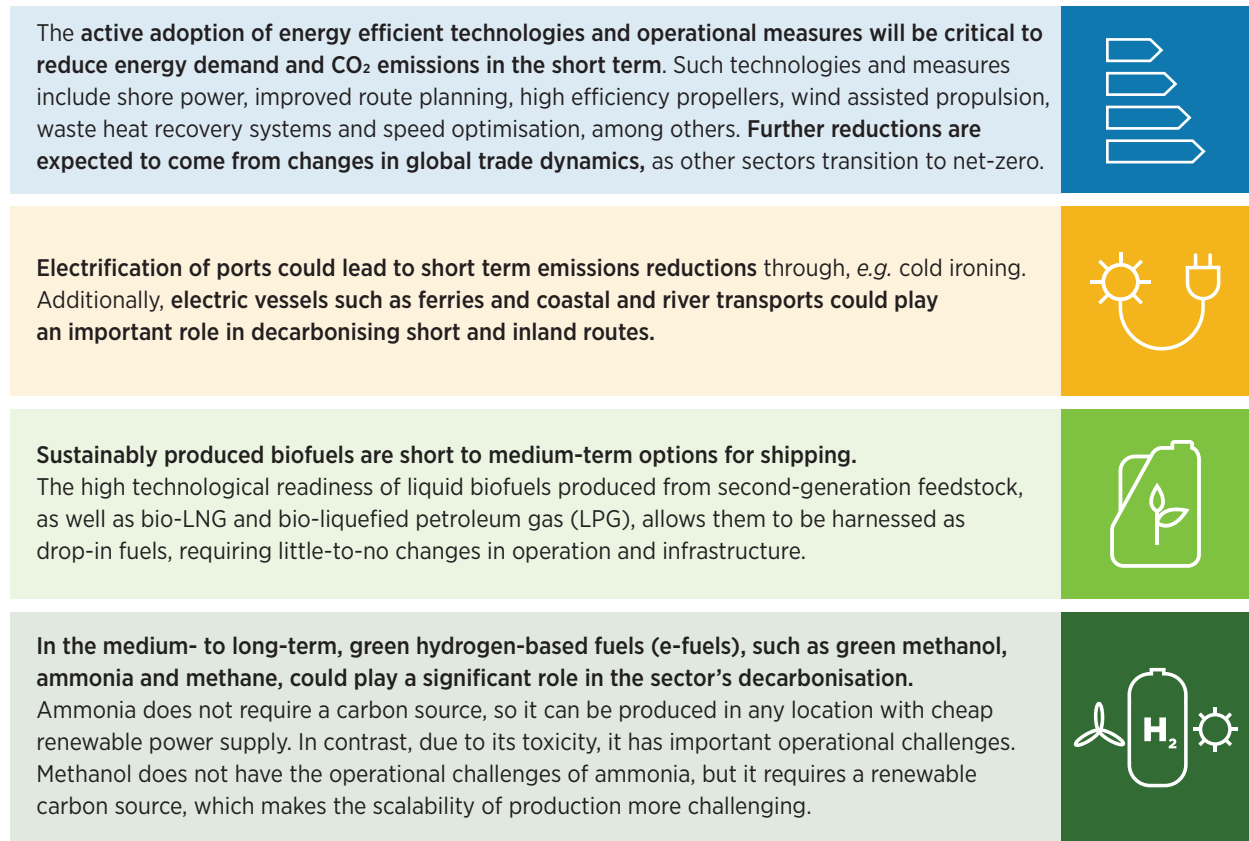 The active adoption of energy efficient technologies and operational measures will be critical to
reduce energy demand and CO₂ emissions in the short term. Such technologies and measures
include shore power, improved route planning, high efficiency propellers, wind assisted propulsion,
waste heat recovery systems and speed optimisation, among others. Further reductions are
expected to come from changes in global trade dynamics, as other sectors transition to net-zero.
Electrification of ports could lead to short term emissions reductions through, e.g. cold ironing.
Additionally, electric vessels such as ferries and coastal and river transports could play
an important role in decarbonising short and inland routes.
Sustainably produced biofuels are short to medium-term options for shipping.
The high technological readiness of liquid biofuels produced from second-generation feedstock,
as well as bio-LNG and bio-liquefied petroleum gas (LPG), allows them to be harnessed as
drop-in fuels, requiring little-to-no changes in operation and infrastructure.
In the medium- to long-term, green hydrogen-based fuels (e-fuels), such as green methanol,
ammonia and methane, could play a significant role in the sector’s decarbonisation.
Ammonia does not require a carbon source, so it can be produced in any location with cheap
renewable power supply. In contrast, due to its toxicity, it has important operational challenges.
Methanol does not have the operational challenges of ammonia, but it requires a renewable
carbon source, which makes the scalability of production more challenging.
H₂